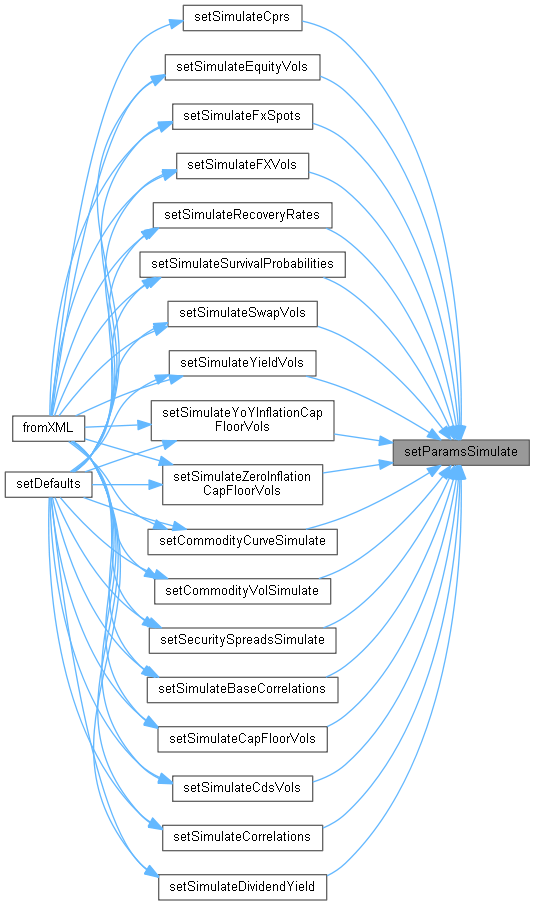 setSimulateCprs
setSimulateEquityVols
setSimulateFxSpots
setSimulateFXVols
setSimulateRecoveryRates
setSimulateSurvivalProbabilities
setSimulateSwapVols
setSimulateYieldVols
setSimulateYoYInflationCap
FloorVols
fromXML
setParamsSimulate
setDefaults
setSimulateZeroInflation
CapFloorVols
setCommodityCurveSimulate
setCommodityVolSimulate
setSecuritySpreadsSimulate
setSimulateBaseCorrelations
setSimulateCapFloorVols
setSimulateCdsVols
setSimulateCorrelations
setSimulateDividendYield